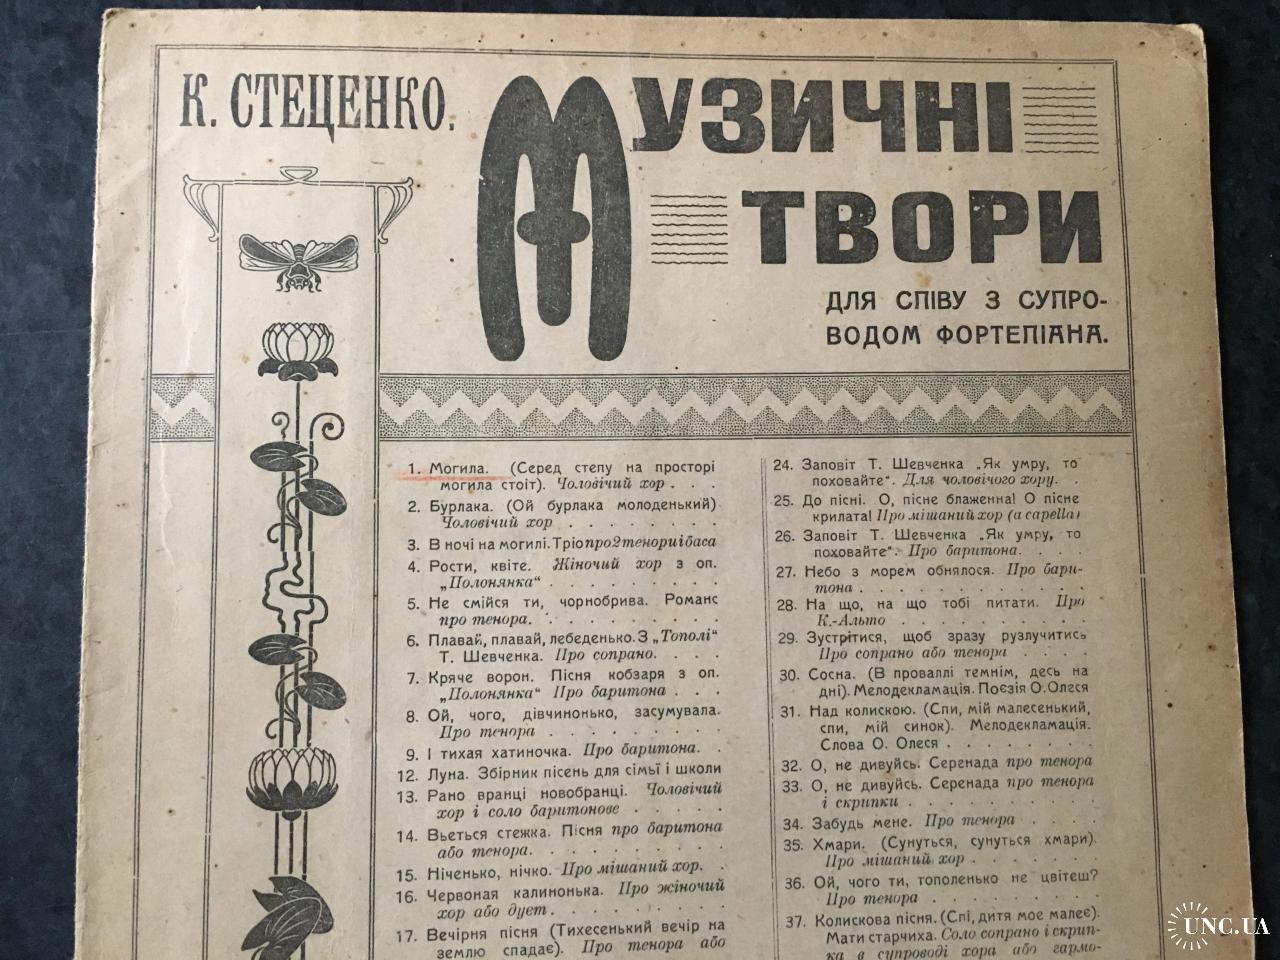 К. СТЕЦЕНКО.
МУЗИЧНІ
ТВОРИ
ДЛЯ СПІВУ З СУПРО-
ВОДОМ ФОРТЕПІАНА.
1. Могила. (Серед степу на просторі
могила стоіт). Чоловічий хор . . .
2. Бурлака. (Ой бурлака молоденький)
Чоловічий хор . . . . . . . .
3. В ночі на могилі. Тріо про 2 тенори і баса
4. Рости, квіте. Жіночий хор з оп.
„Полонянка“ . . . . . . . . .
5. Не смійся ти, чорнобрива. Романс
про тенора. . . . . . . . . .
6. Плавай, плавай, лебеденько. З „Тополі“
Т. Шевченка. Про сопрано. . . .
7. Кряче ворон. Пісня кобзаря з оп.
„Полонянка“ Про баритона . . .
8. Ой, чого, дівчинонько, засумувала.
Про тенора . . . . . . . . .
9. І тихая хатиночка. Про баритона. .
12. Луна. Збірник пісень для сімьї і школи
13. Рано вранці новобранці. Чоловічий
хор і соло баритонове . . . . .
14. Вьеться стежка. Пісня про баритона
або тенора. . . . . . . . . .
15. Ніченько, нічко. Про мішаний хор. .
16. Червоная калинонька. Про жіночий
хор або дует. . . . . . . . .
17. Вечірня пісня (Тихесенький вечір на
землю спадає). Про тенора або
24. Заповіт Т. Шевченка „Як умру, то
поховайте“. Для чоловічого хору. .
25. До пісні. О, пісне блаженна! О пісне
крилата! Про мішаний хор (a capella)
26. Заповіт Т. Шевченка „Як умру, то
поховайте“. Про баритона. . . .
27. Небо з морем обнялося. Про бари-
тона . . . . . . . . . . . .
28. На що, на що тобі питати. Про
К.-Альто . . . . . . . . . .
29. Зустрітися, щоб зразу рузлучитись
Про сопрано або тенора . . . .
30. Сосна. (В проваллі темнім, десь на
дні). Мелодекламація. Поєзія О. Олеся
31. Над колискою. (Спи, мій малесенький,
спи, мій синок). Мелодекламація.
Слова О. Олеся . . . . . . . .
32. О, не дивуйсь. Серенада про тенора
33. О, не дивуйсь. Серенада про тенора
і скрипки . . . . . . . . . .
34. Забудь мене. Про тенора . . . .
35. Хмари. (Сунуться, сунуться хмари).
Про мішаний хор . . . . . . .
36. Ой, чого ти, тополенько не цвітеш?
Про тенора . . . . . . . . .
37. Колискова пісня. (Спі, дитя мое малеє).
Мати старчиха. Соло сопрано і скрип-
ка в супроводі хора або гармо-
UNC.UA